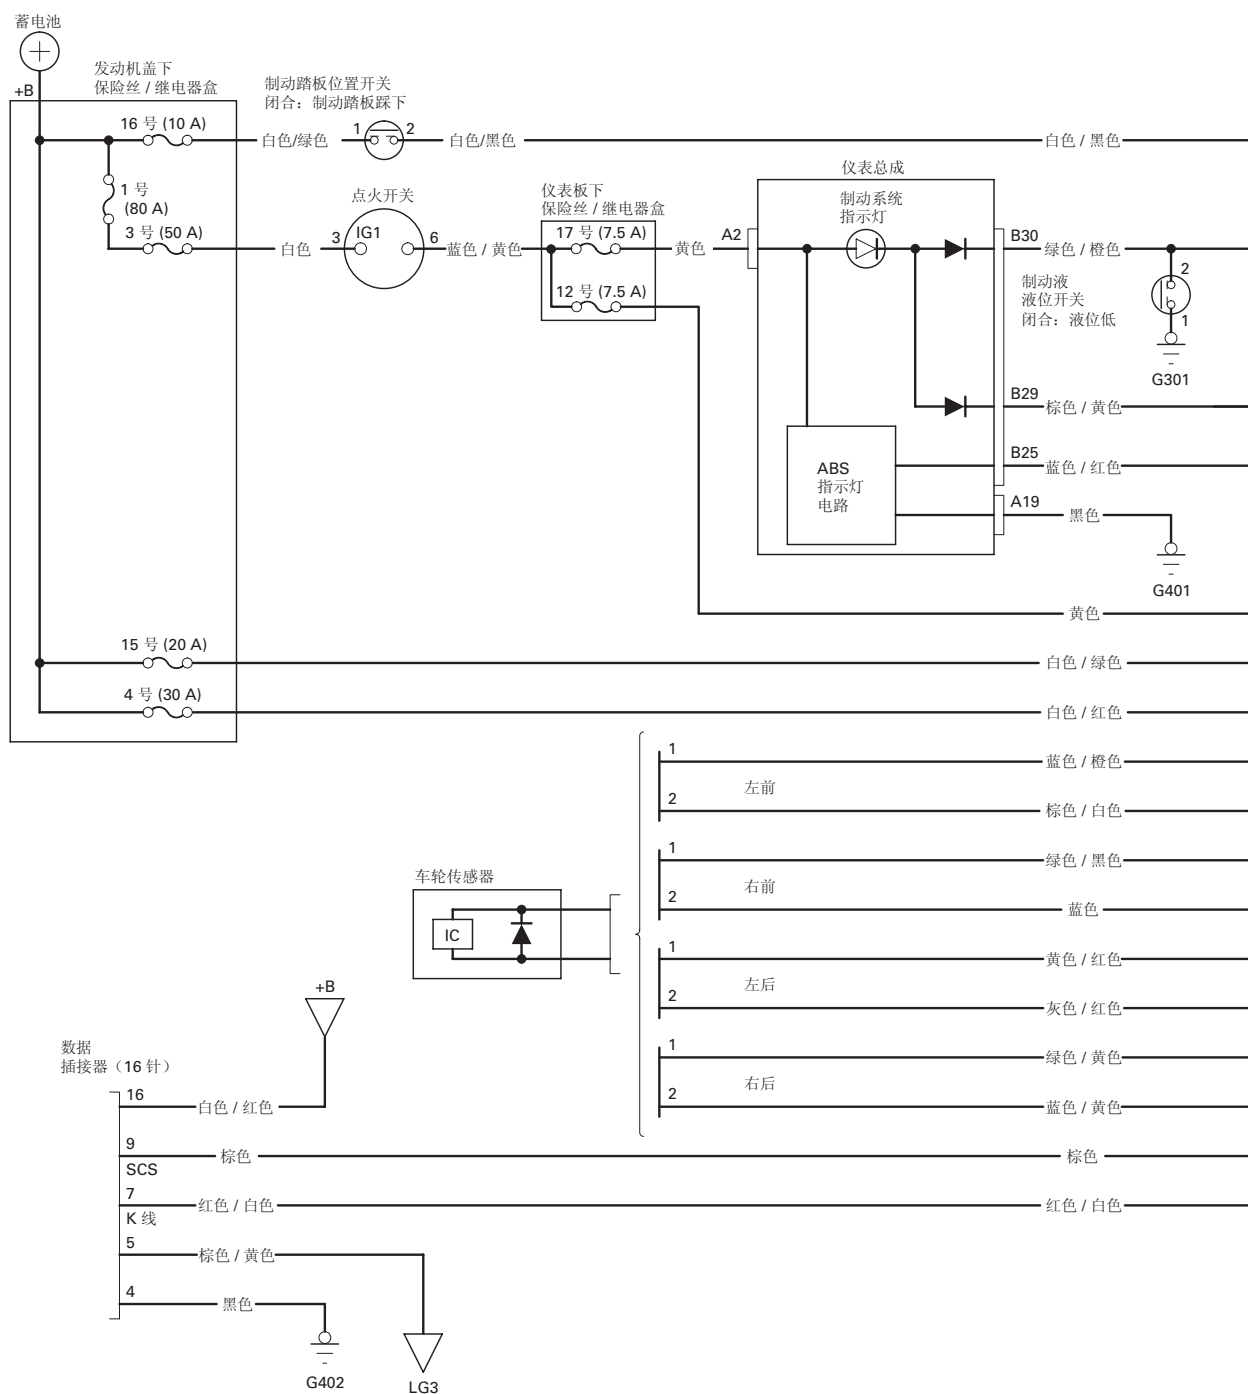 蓄电池
+B
发动机盖下
保险丝 / 继电器盒
制动踏板位置开关
闭合：制动踏板踩下
16 号 (10 A)
白色/绿色
1
2
白色/黑色
白色 / 黑色
1 号
(80 A)
3 号 (50 A)
白色
点火开关
3
IG1
6
蓝色 / 黄色
仪表板下
保险丝 / 继电器盒
17 号 (7.5 A)
12 号 (7.5 A)
黄色
A2
仪表总成
制动系统
指示灯
B30
绿色 / 橙色
制动液
液位开关
闭合：液位低
2
1
G301
B29
棕色 / 黄色
ABS
指示灯
电路
B25
蓝色 / 红色
A19
黑色
G401
黄色
15 号 (20 A)
白色 / 绿色
4 号 (30 A)
白色 / 红色
1
蓝色 / 橙色
左前
2
棕色 / 白色
1
绿色 / 黑色
右前
2
蓝色
车轮传感器
IC
1
黄色 / 红色
左后
2
灰色 / 红色
1
绿色 / 黄色
右后
2
蓝色 / 黄色
+B
数据
插接器（16 针）
16
白色 / 红色
9
棕色
棕色
SCS
7
红色 / 白色
红色 / 白色
K 线
5
棕色 / 黄色
4
黑色
G402
LG3